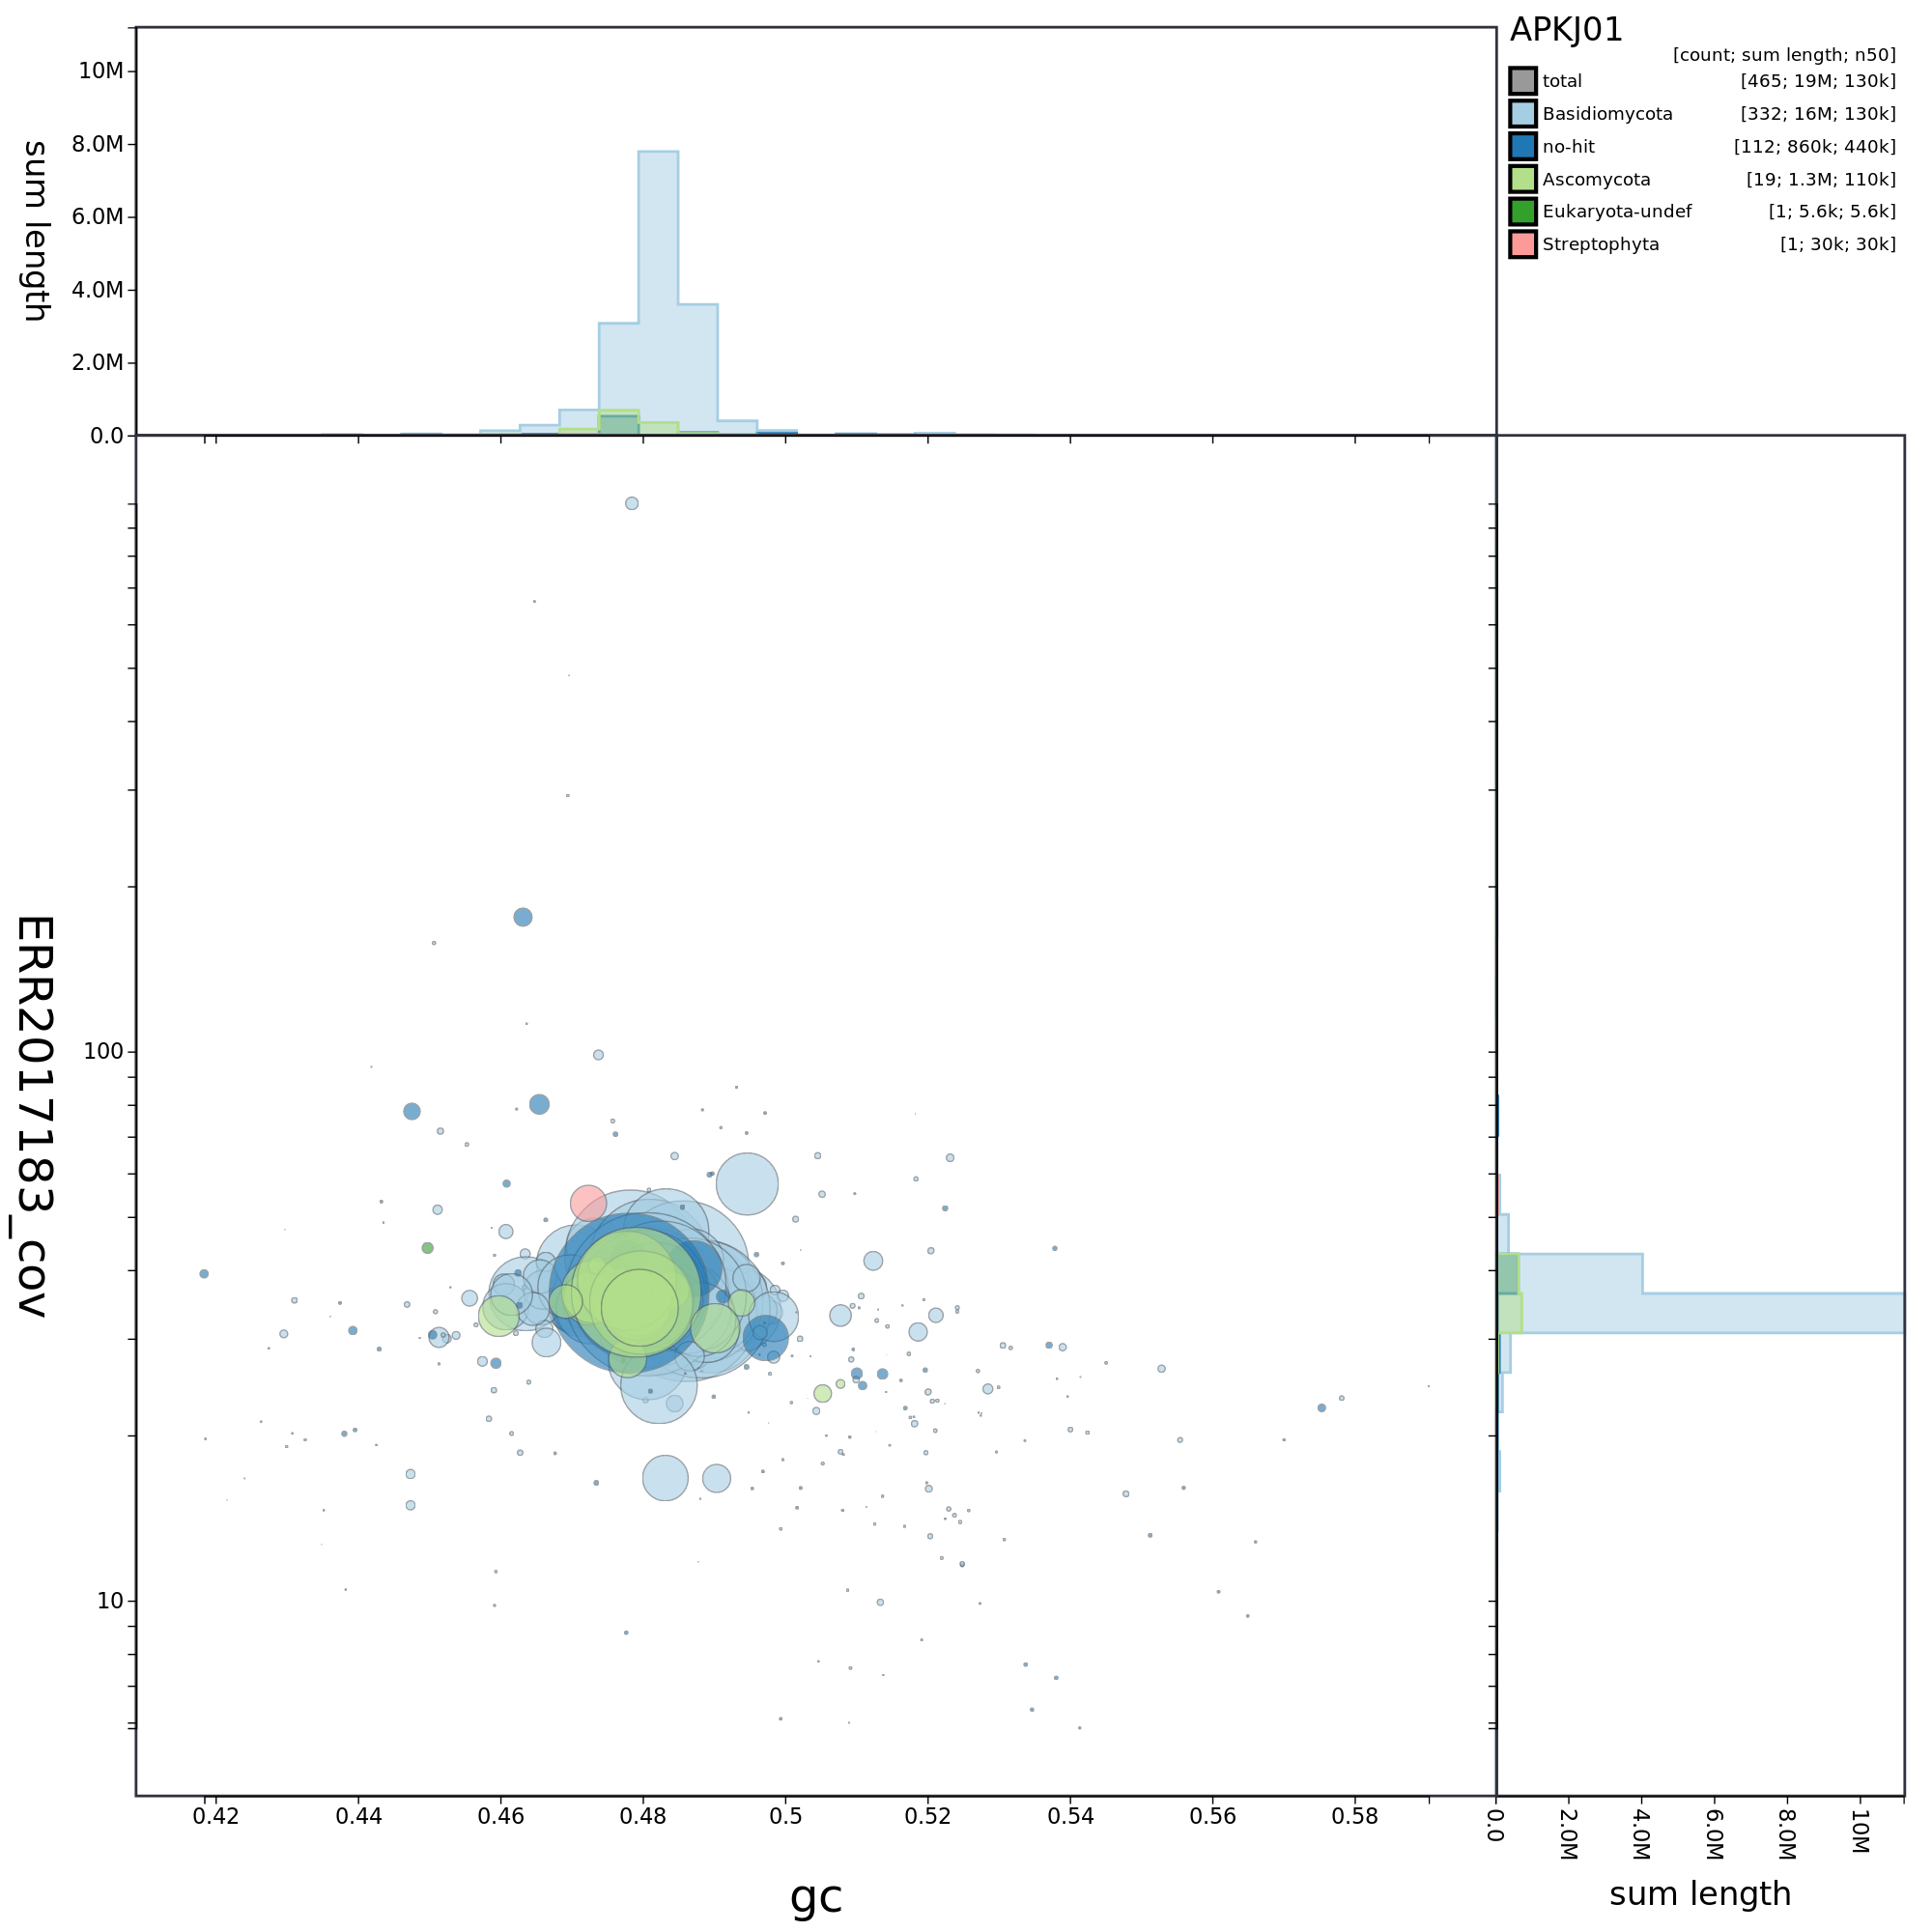 APKJ01
[count; sum length; n50]
total [465; 19M; 130k]
Basidiomycota [332; 16M; 130k]
no-hit [112; 860k; 440k]
Ascomycota [19; 1.3M; 110k]
Eukaryota-undef [1; 5.6k; 5.6k]
Streptophyta [1; 30k; 30k]
sum length
10M
8.0M
6.0M
4.0M
2.0M
0.0
ERR2017183_cov
100
10
0.42 0.44 0.46 0.48 0.5 0.52 0.54 0.56 0.58
gc
0.0 2.0M 4.0M 6.0M 8.0M 10M
sum length